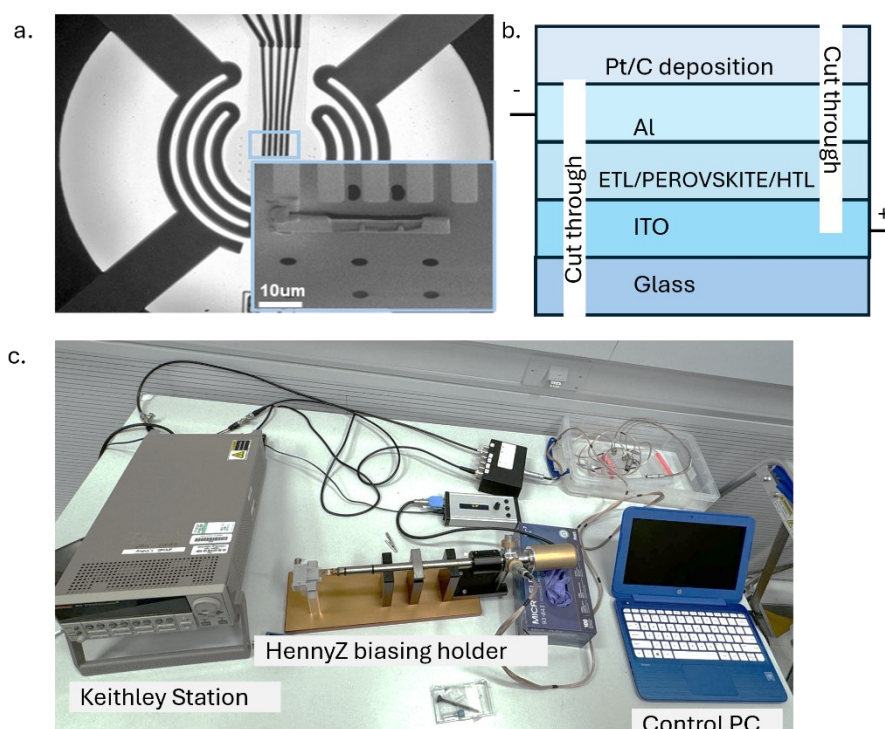 a.
b.
10um
Pt/C deposition
Cut through
-
Al
ETL/PEROVSKITE/HTL
+
ITO
Cut through
Glass
c.
MICR
HennyZ biasing holder
Keithley Station
Control PC